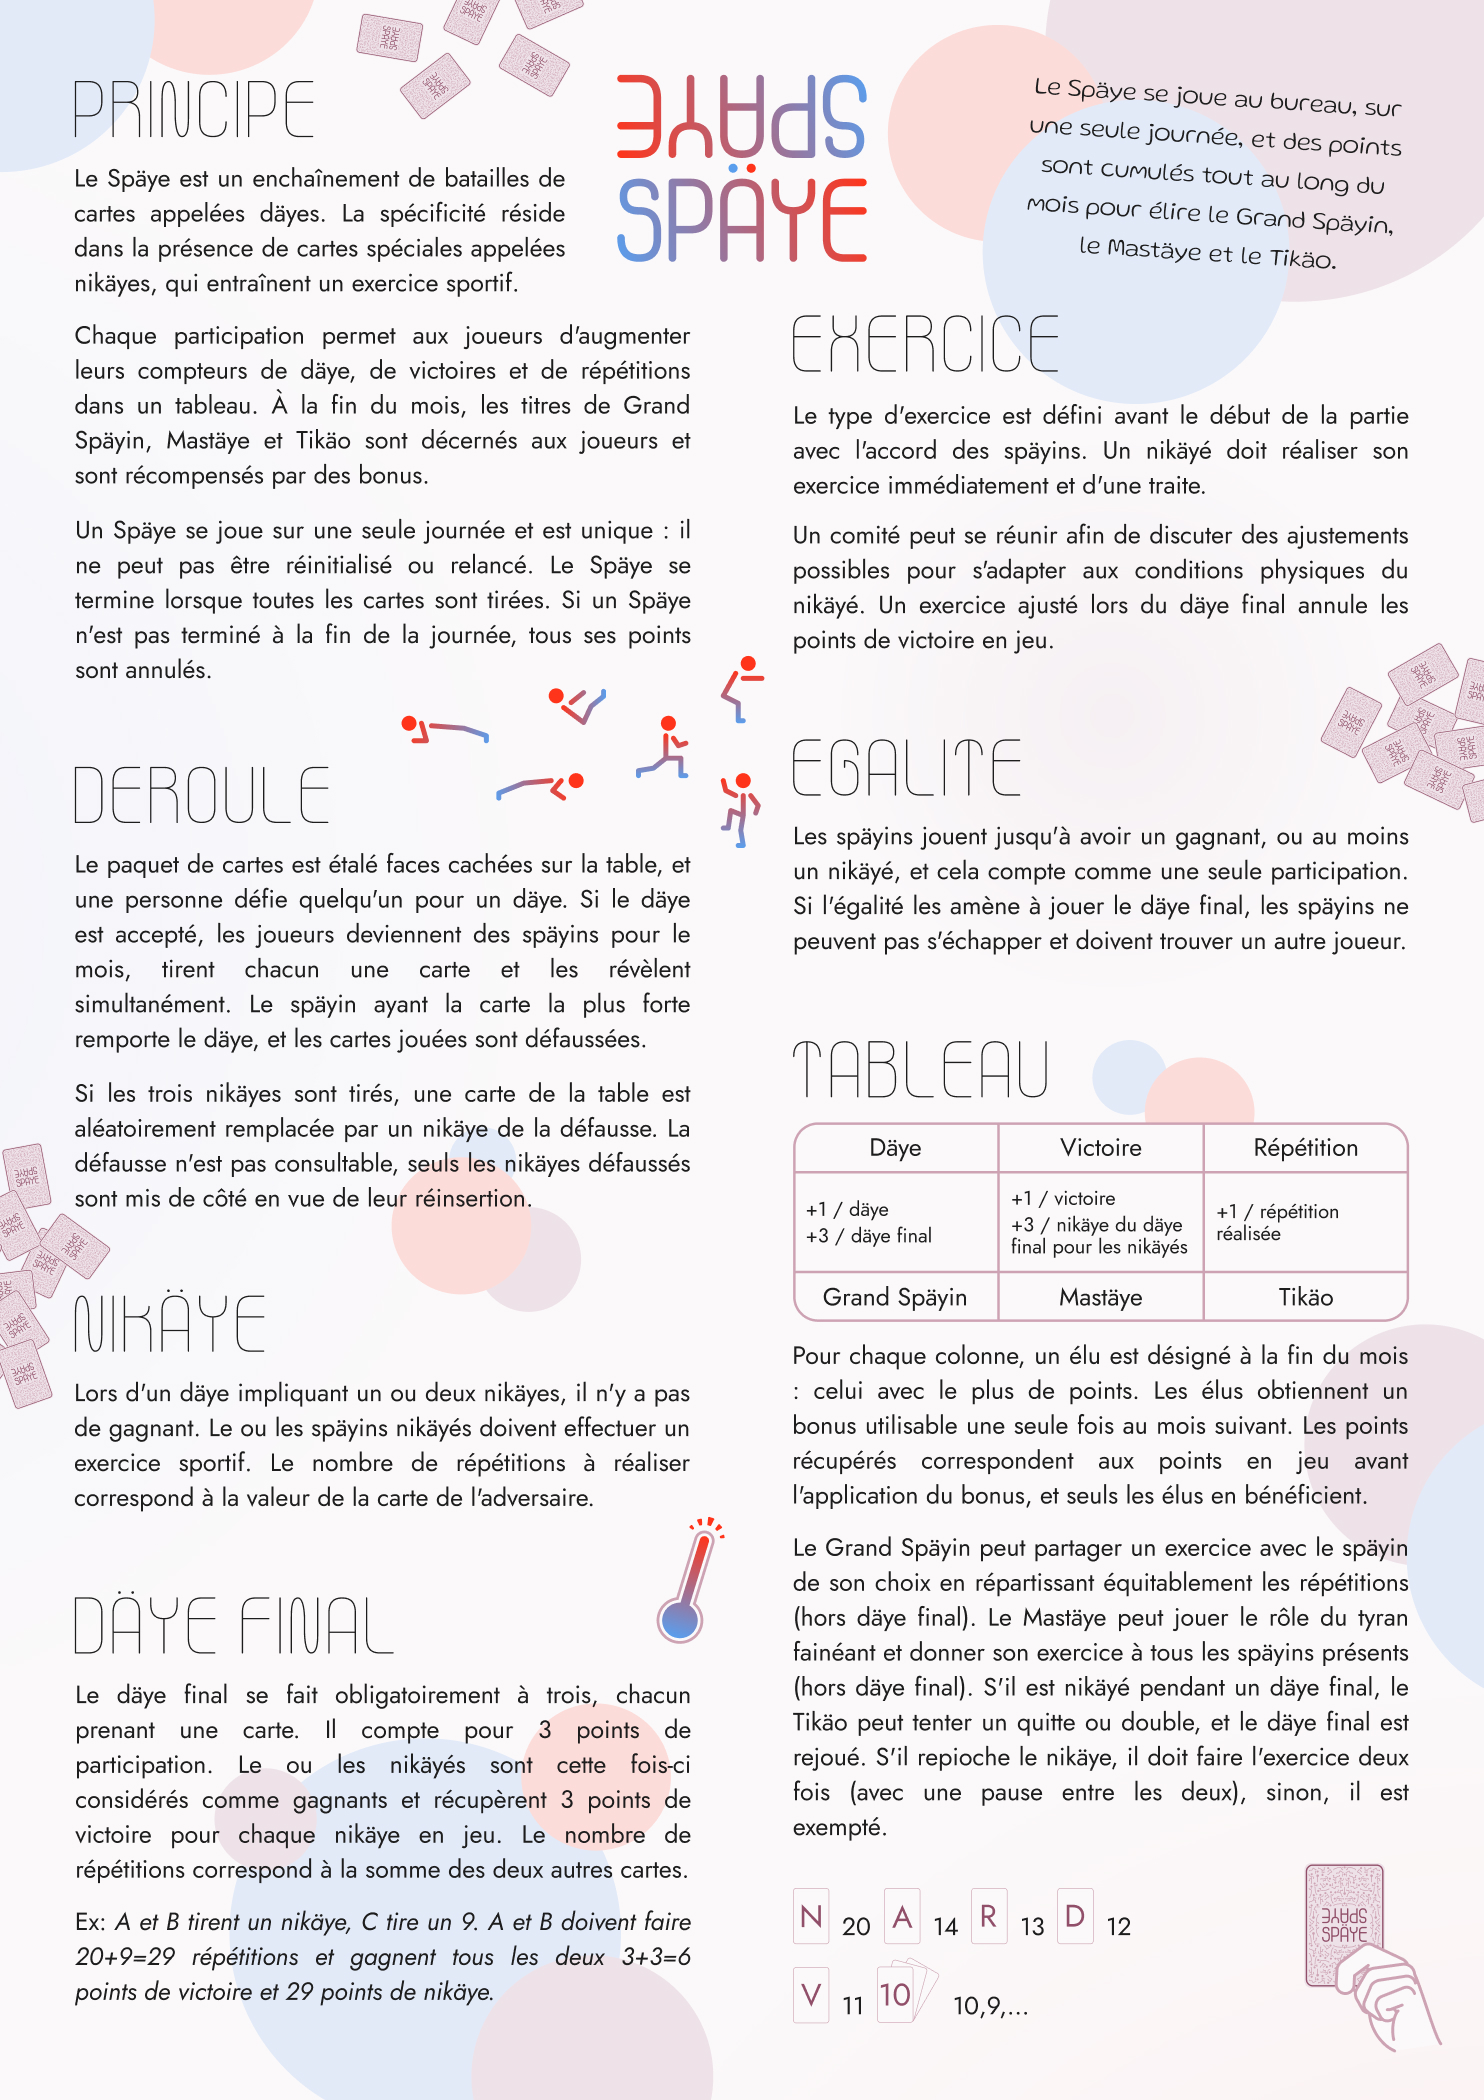 SPÄYE
SPÄYE
Le Späye se joue au bureau, sur
une seule journée, et des points
sont cumulés tout au long du
mois pour élire le Grand Späyin,
le Mastäye et le Tikäo.
PRINCIPE
Le Späye est un enchaînement de batailles de
cartes appelées däyes. La spécificité réside
dans la présence de cartes spéciales appelées
nikäyes, qui entraînent un exercice sportif.
Chaque participation permet aux joueurs d'augmenter
leurs compteurs de däye, de victoires et de répétitions
dans un tableau. À la fin du mois, les titres de Grand
Späyin, Mastäye et Tikäo sont décernés aux joueurs et
sont récompensés par des bonus.
Un Späye se joue sur une seule journée et est unique : il
ne peut pas être réinitialisé ou relancé. Le Späye se
termine lorsque toutes les cartes sont tirées. Si un Späye
n'est pas terminé à la fin de la journée, tous ses points
sont annulés.
DEROULE
Le paquet de cartes est étalé faces cachées sur la table, et
une personne défie quelqu'un pour un däye. Si le däye
est accepté, les joueurs deviennent des späyins pour le
mois, tirent chacun une carte et les révèlent
simultanément. Le späyin ayant la carte la plus forte
remporte le däye, et les cartes jouées sont défaussées.
Si les trois nikäyes sont tirés, une carte de la table est
aléatoirement remplacée par un nikäye de la défausse. La
défausse n'est pas consultable, seuls les nikäyes défaussés
sont mis de côté en vue de leur réinsertion.
NIKÄYE
Lors d'un däye impliquant un ou deux nikäyes, il n'y a pas
de gagnant. Le ou les späyins nikäyés doivent effectuer un
exercice sportif. Le nombre de répétitions à réaliser
correspond à la valeur de la carte de l'adversaire.
DÄYE FINAL
Le däye final se fait obligatoirement à trois, chacun
prenant une carte. Il compte pour 3 points de
participation. Le ou les nikäyés sont cette fois-ci
considérés comme gagnants et récupèrent 3 points de
victoire pour chaque nikäye en jeu. Le nombre de
répétitions correspond à la somme des deux autres cartes.
Ex: A et B tirent un nikäye, C tire un 9. A et B doivent faire
20+9=29 répétitions et gagnent tous les deux 3+3=6
points de victoire et 29 points de nikäye.
EXERCICE
Le type d'exercice est défini avant le début de la partie
avec l'accord des späyins. Un nikäyé doit réaliser son
exercice immédiatement et d'une traite.
Un comité peut se réunir afin de discuter des ajustements
possibles pour s'adapter aux conditions physiques du
nikäyé. Un exercice ajusté lors du däye final annule les
points de victoire en jeu.
EGALITE
Les späyins jouent jusqu'à avoir un gagnant, ou au moins
un nikäyé, et cela compte comme une seule participation.
Si l'égalité les amène à jouer le däye final, les späyins ne
peuvent pas s'échapper et doivent trouver un autre joueur.
TABLEAU
Däye Victoire Répétition
+1 / däye
+3 / däye final
+1 / victoire
+3 / nikäye du däye
final pour les nikäyés
+1 / répétition
réalisée
Grand Späyin Mastäye Tikäo
Pour chaque colonne, un élu est désigné à la fin du mois
: celui avec le plus de points. Les élus obtiennent un
bonus utilisable une seule fois au mois suivant. Les points
récupérés correspondent aux points en jeu avant
l'application du bonus, et seuls les élus en bénéficient.
Le Grand Späyin peut partager un exercice avec le späyin
de son choix en répartissant équitablement les répétitions
(hors däye final). Le Mastäye peut jouer le rôle du tyran
fainéant et donner son exercice à tous les späyins présents
(hors däye final). S'il est nikäyé pendant un däye final, le
Tikäo peut tenter un quitte ou double, et le däye final est
rejoué. S'il repioche le nikäye, il doit faire l'exercice deux
fois (avec une pause entre les deux), sinon, il est
exempté.
N 20 A 14 R 13 D 12
V 11 10 10,9,...
SPÄYE
SPÄYE